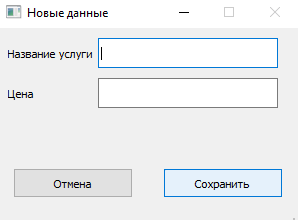 Новые данные
Название услуги
Цена
Отмена
Сохранить